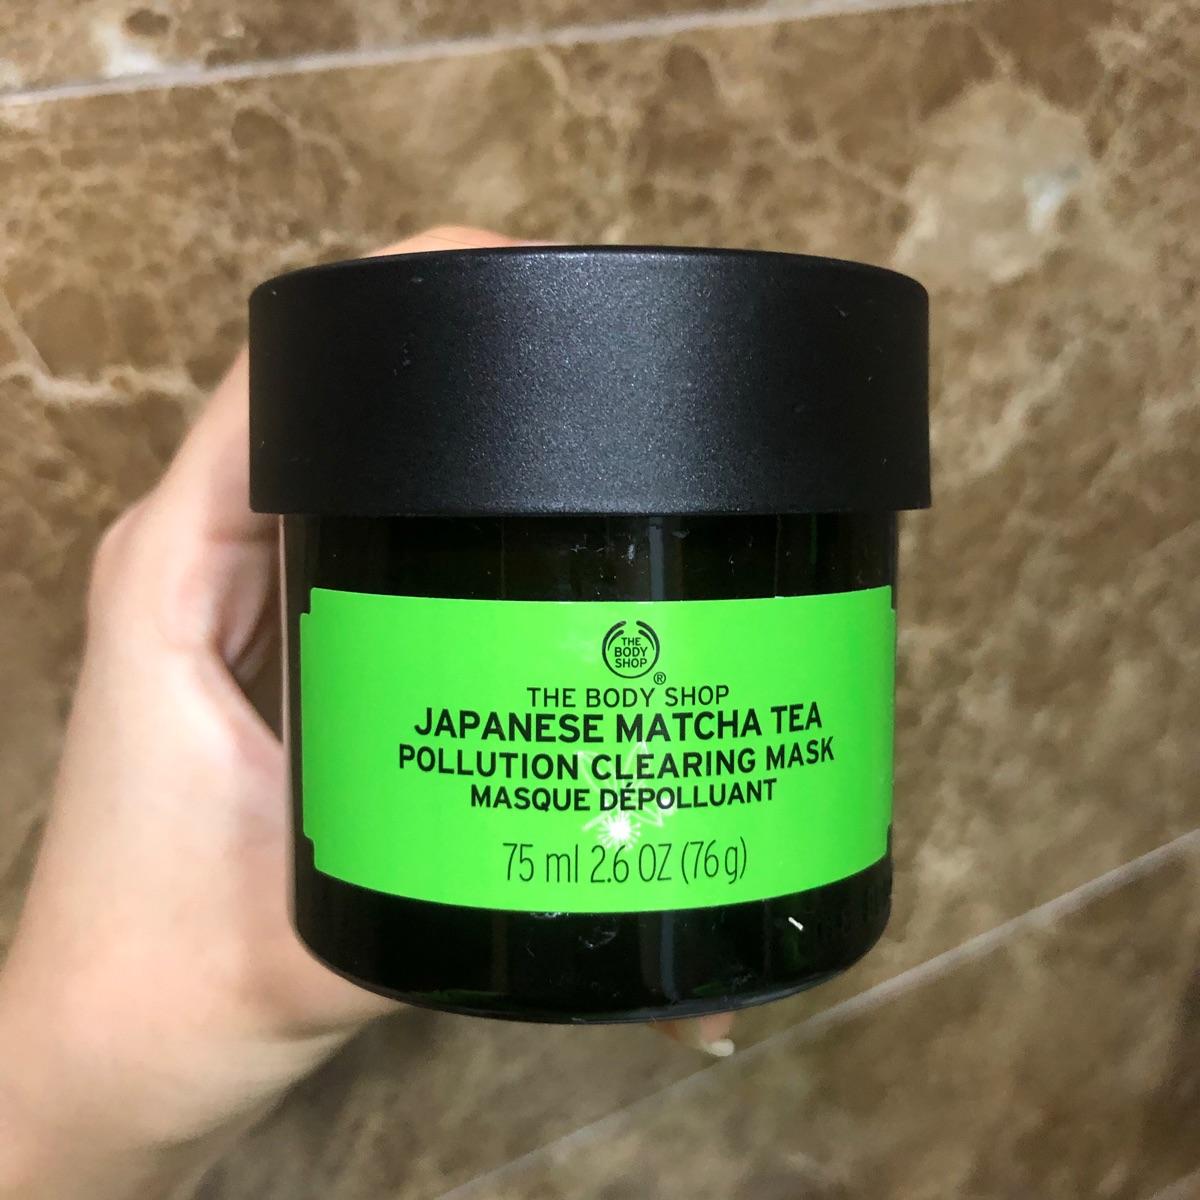 THE
BODY
SHOP
®
THE BODY SHOP
JAPANESE MATCHA TEA
POLLUTION CLEARING MASK
MASQUE DÉPOLLUANT
75 ml 2.6 OZ (76 g)